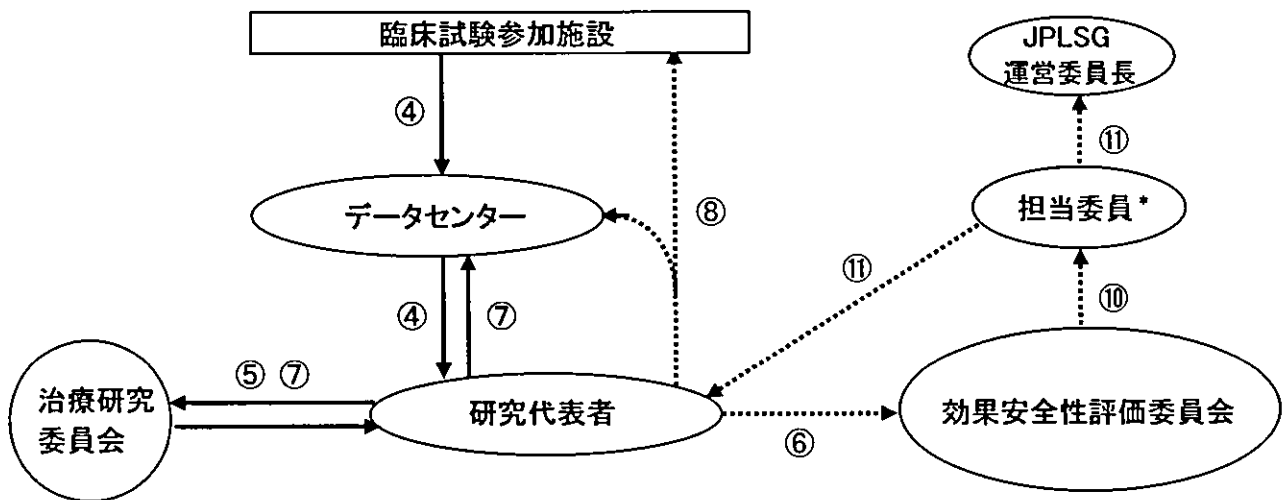 臨床試験参加施設
JPLSG
運営委員長
④
⑪
データセンター
⑧
担当委員*
⑪
④
⑦
⑩
⑤ ⑦
治療研究
委員会
研究代表者
効果安全性評価委員会
⑥